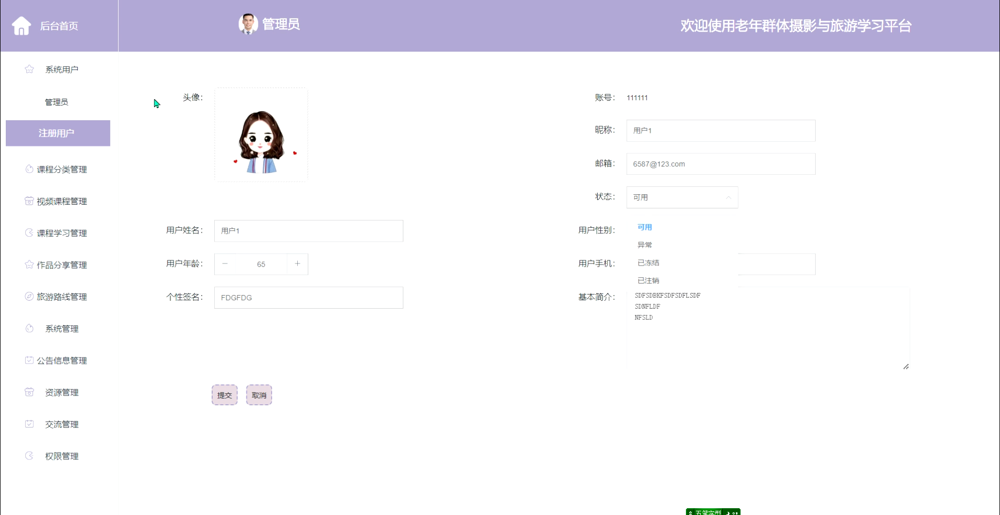 后台首页
管理员
欢迎使用老年群体摄影与旅游学习平台
系统用户
管理员
注册用户
课程分类管理
视频课程管理
课程学习管理
作品分享管理
旅游路线管理
系统管理
公告信息管理
资源管理
交流管理
权限管理
头像：
账号： 111111
昵称： 用户1
邮箱： 6587@123.com
状态： 可用
用户姓名： 用户1
用户性别：
可用
异常
已冻结
已注销
用户年龄： 65
用户手机：
个性签名： FDGFDG
基本简介：
SDFSDBKFSDFSDFLSDF
SDNFLDF
NFSLD
提交
取消
五笔字型